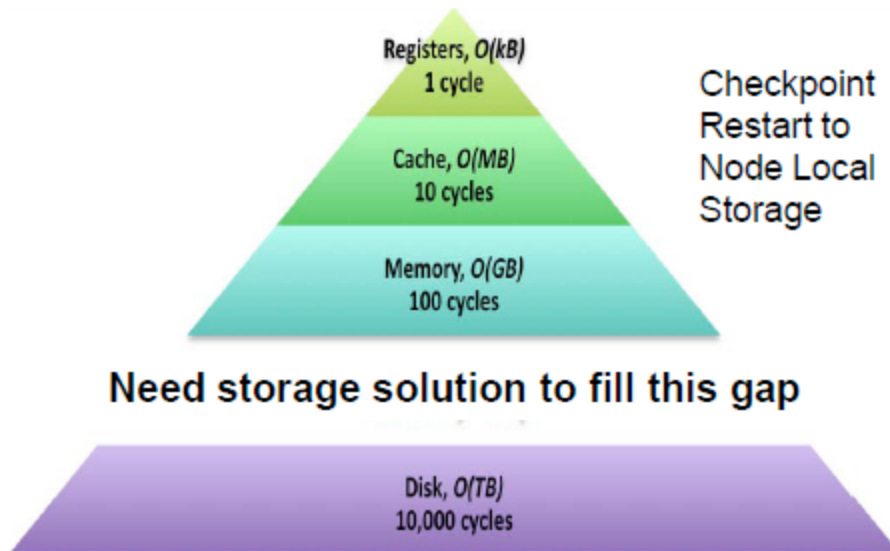 Registers, O(kB)
1 cycle
Checkpoint
Restart to
Node Local
Storage
Cache, O(MB)
10 cycles
Memory, O(GB)
100 cycles
Need storage solution to fill this gap
Disk, O(TB)
10,000 cycles